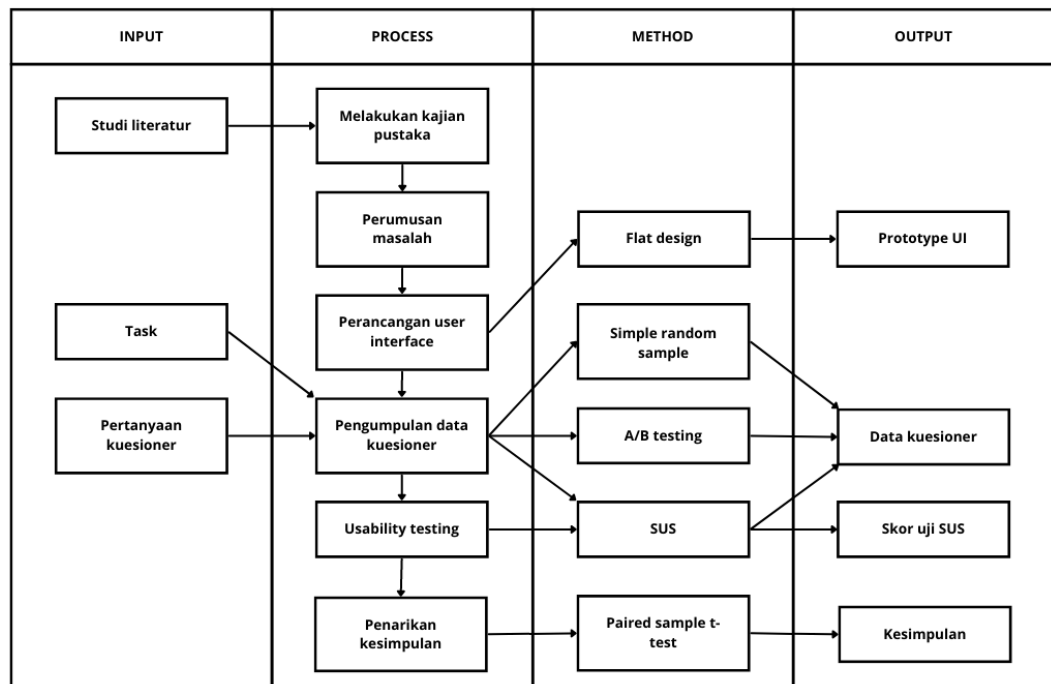 INPUT
PROCESS
METHOD
OUTPUT
Studi literatur
Melakukan kajian
pustaka
Perumusan
masalah
Flat design
Prototype UI
Task
Perancangan user
interface
Simple random
sample
Pertanyaan
kuesioner
Pengumpulan data
kuesioner
A/B testing
Data kuesioner
Usability testing
SUS
Skor uji SUS
Penarikan
kesimpulan
Paired sample t-
test
Kesimpulan